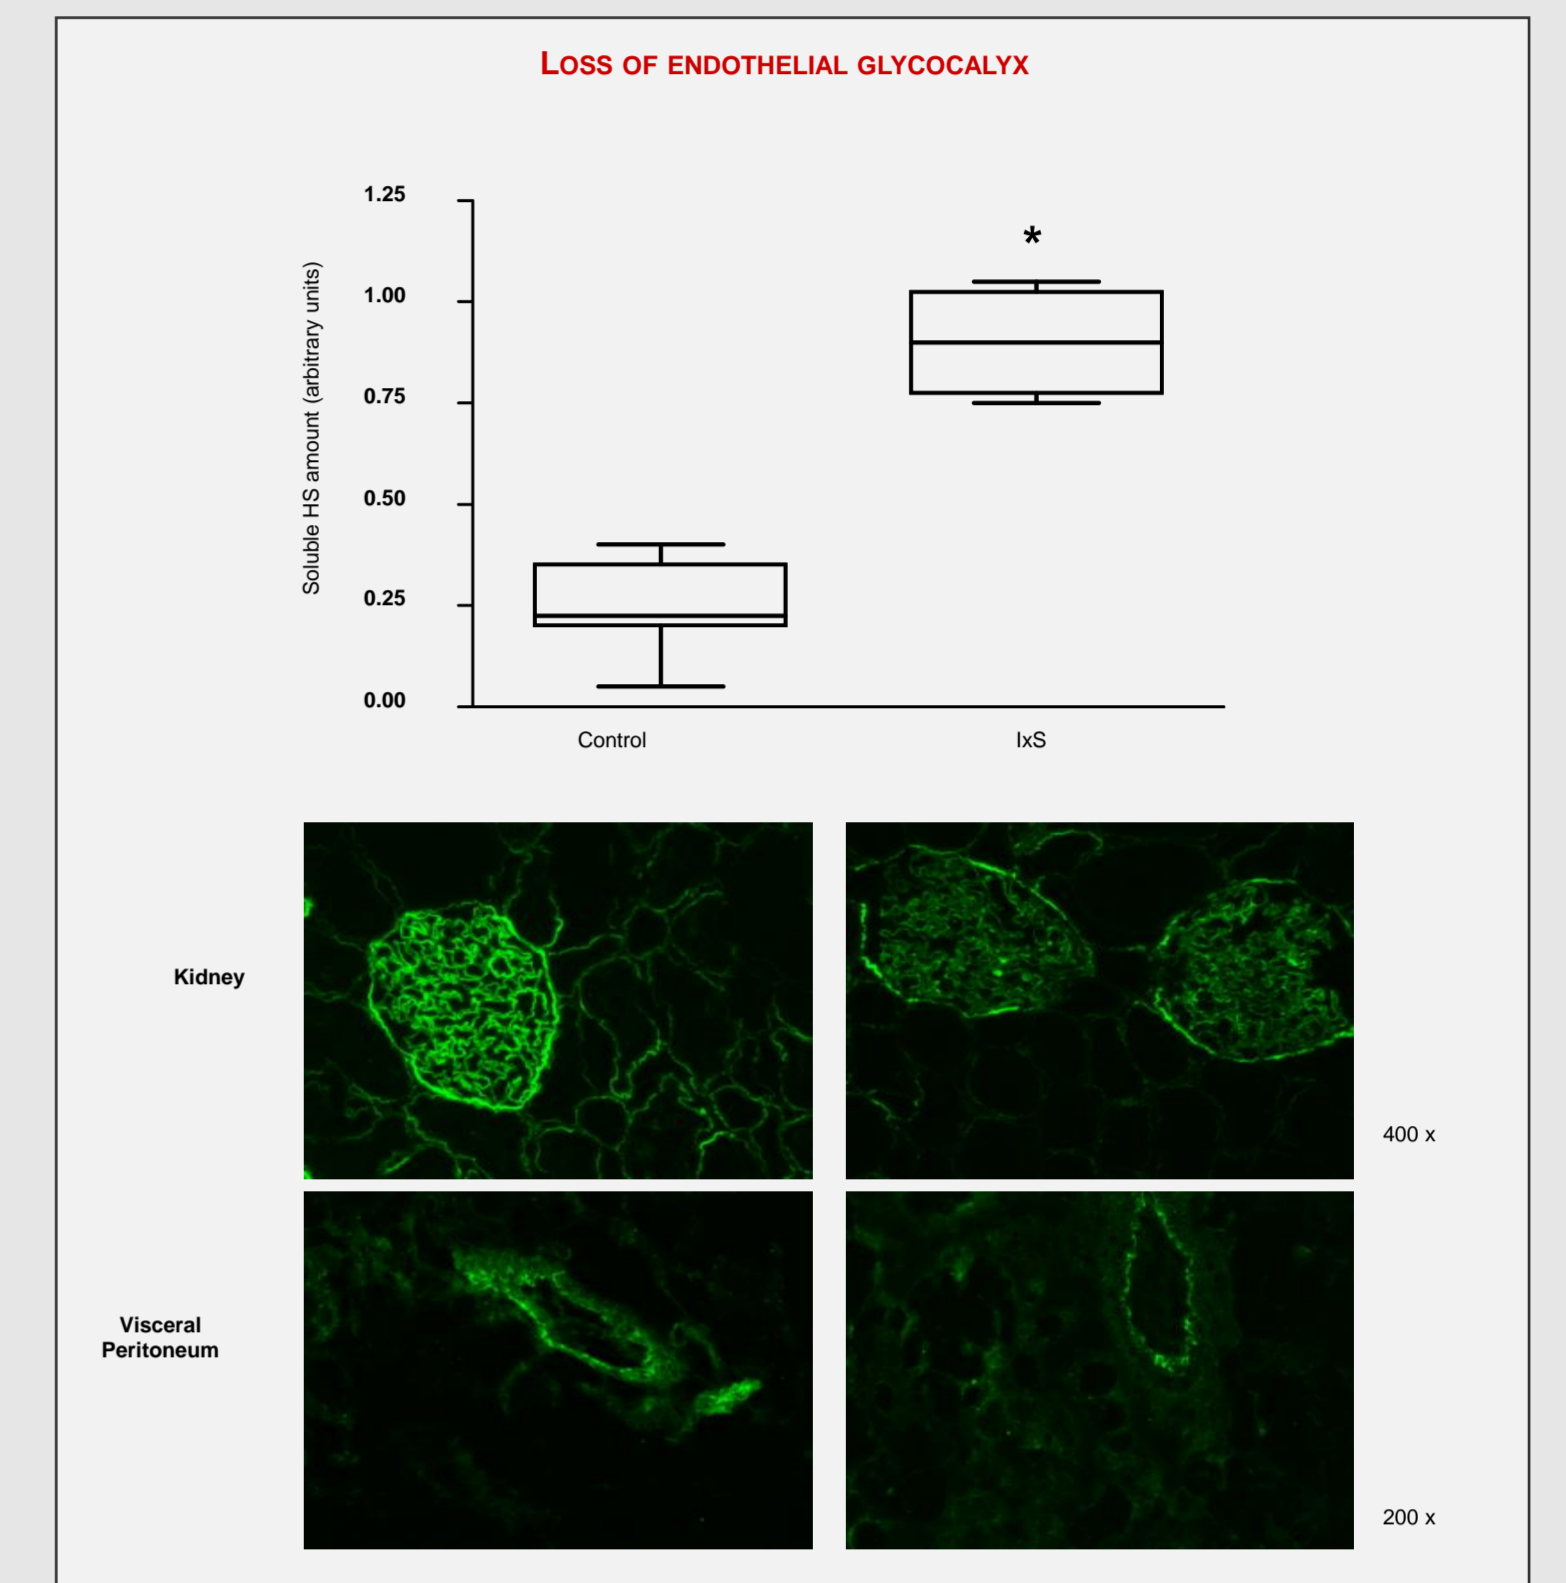 LOSS OF ENDOTHELIAL GLYCOCALYX
Soluble HS amount (arbitrary units)
1.25
*
1.00
0.75
0.50
0.25
0.00
Control
IxS
Kidney
400 x
Visceral
Peritoneum
200 x